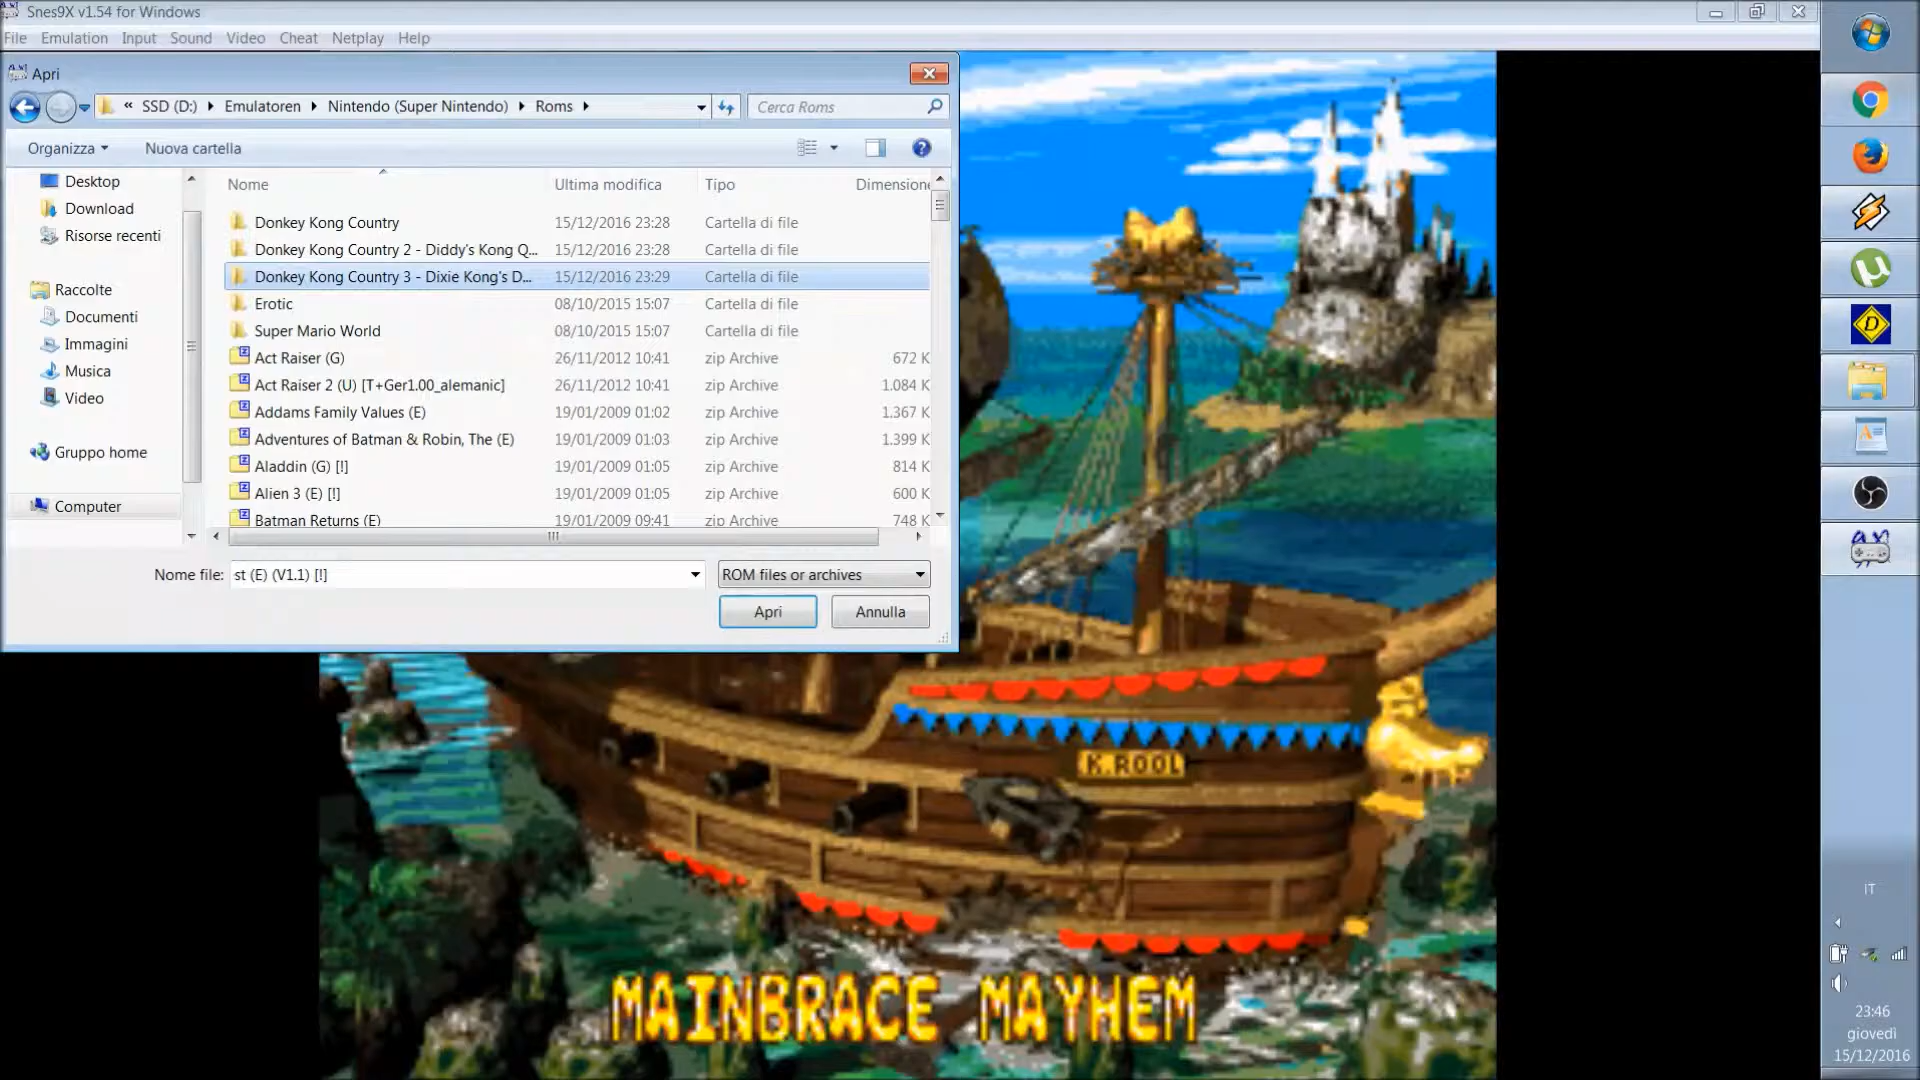 Snes9X v1.54 for Windows
File Emulation Input Sound Video Cheat Netplay Help
Apri
« SSD (D:) Emulatoren Nintendo (Super Nintendo) Roms
Cerca Roms
Organizza Nuova cartella
Desktop
Download
Risorse recenti
Raccolte
Documenti
Immagini
Musica
Video
Gruppo home
Computer
Nome Ultima modifica Tipo Dimensione
Donkey Kong Country 15/12/2016 23:28 Cartella di file
Donkey Kong Country 2 - Diddy's Kong Q... 15/12/2016 23:28 Cartella di file
Donkey Kong Country 3 - Dixie Kong's D... 15/12/2016 23:29 Cartella di file
Erotic 08/10/2015 15:07 Cartella di file
Super Mario World 08/10/2015 15:07 Cartella di file
Act Raiser (G) 26/11/2012 10:41 zip Archive 672 K
Act Raiser 2 (U) [T+Ger1.00_alemanic] 26/11/2012 10:41 zip Archive 1.084 K
Addams Family Values (E) 19/01/2009 01:02 zip Archive 1.367 K
Adventures of Batman & Robin, The (E) 19/01/2009 01:03 zip Archive 1.399 K
Aladdin (G) [!] 19/01/2009 01:05 zip Archive 814 K
Alien 3 (E) [!] 19/01/2009 01:05 zip Archive 600 K
Batman Returns (E) 19/01/2009 09:41 zip Archive 748 K
Nome file: st (E) (V1.1) [!] ROM files or archives
Apri Annulla
K.ROOL
MAINBRACE MAYHEM
IT
23:46
giovedì
15/12/2016